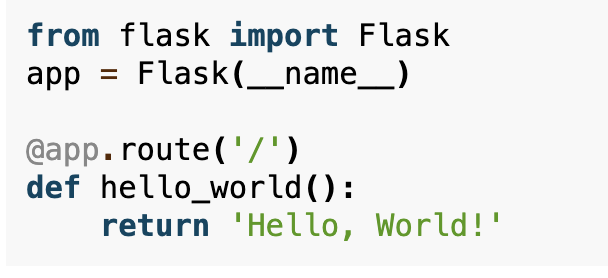 from flask import Flask
app = Flask(__name__)

@app.route('/')
def hello_world():
    return 'Hello, World!'